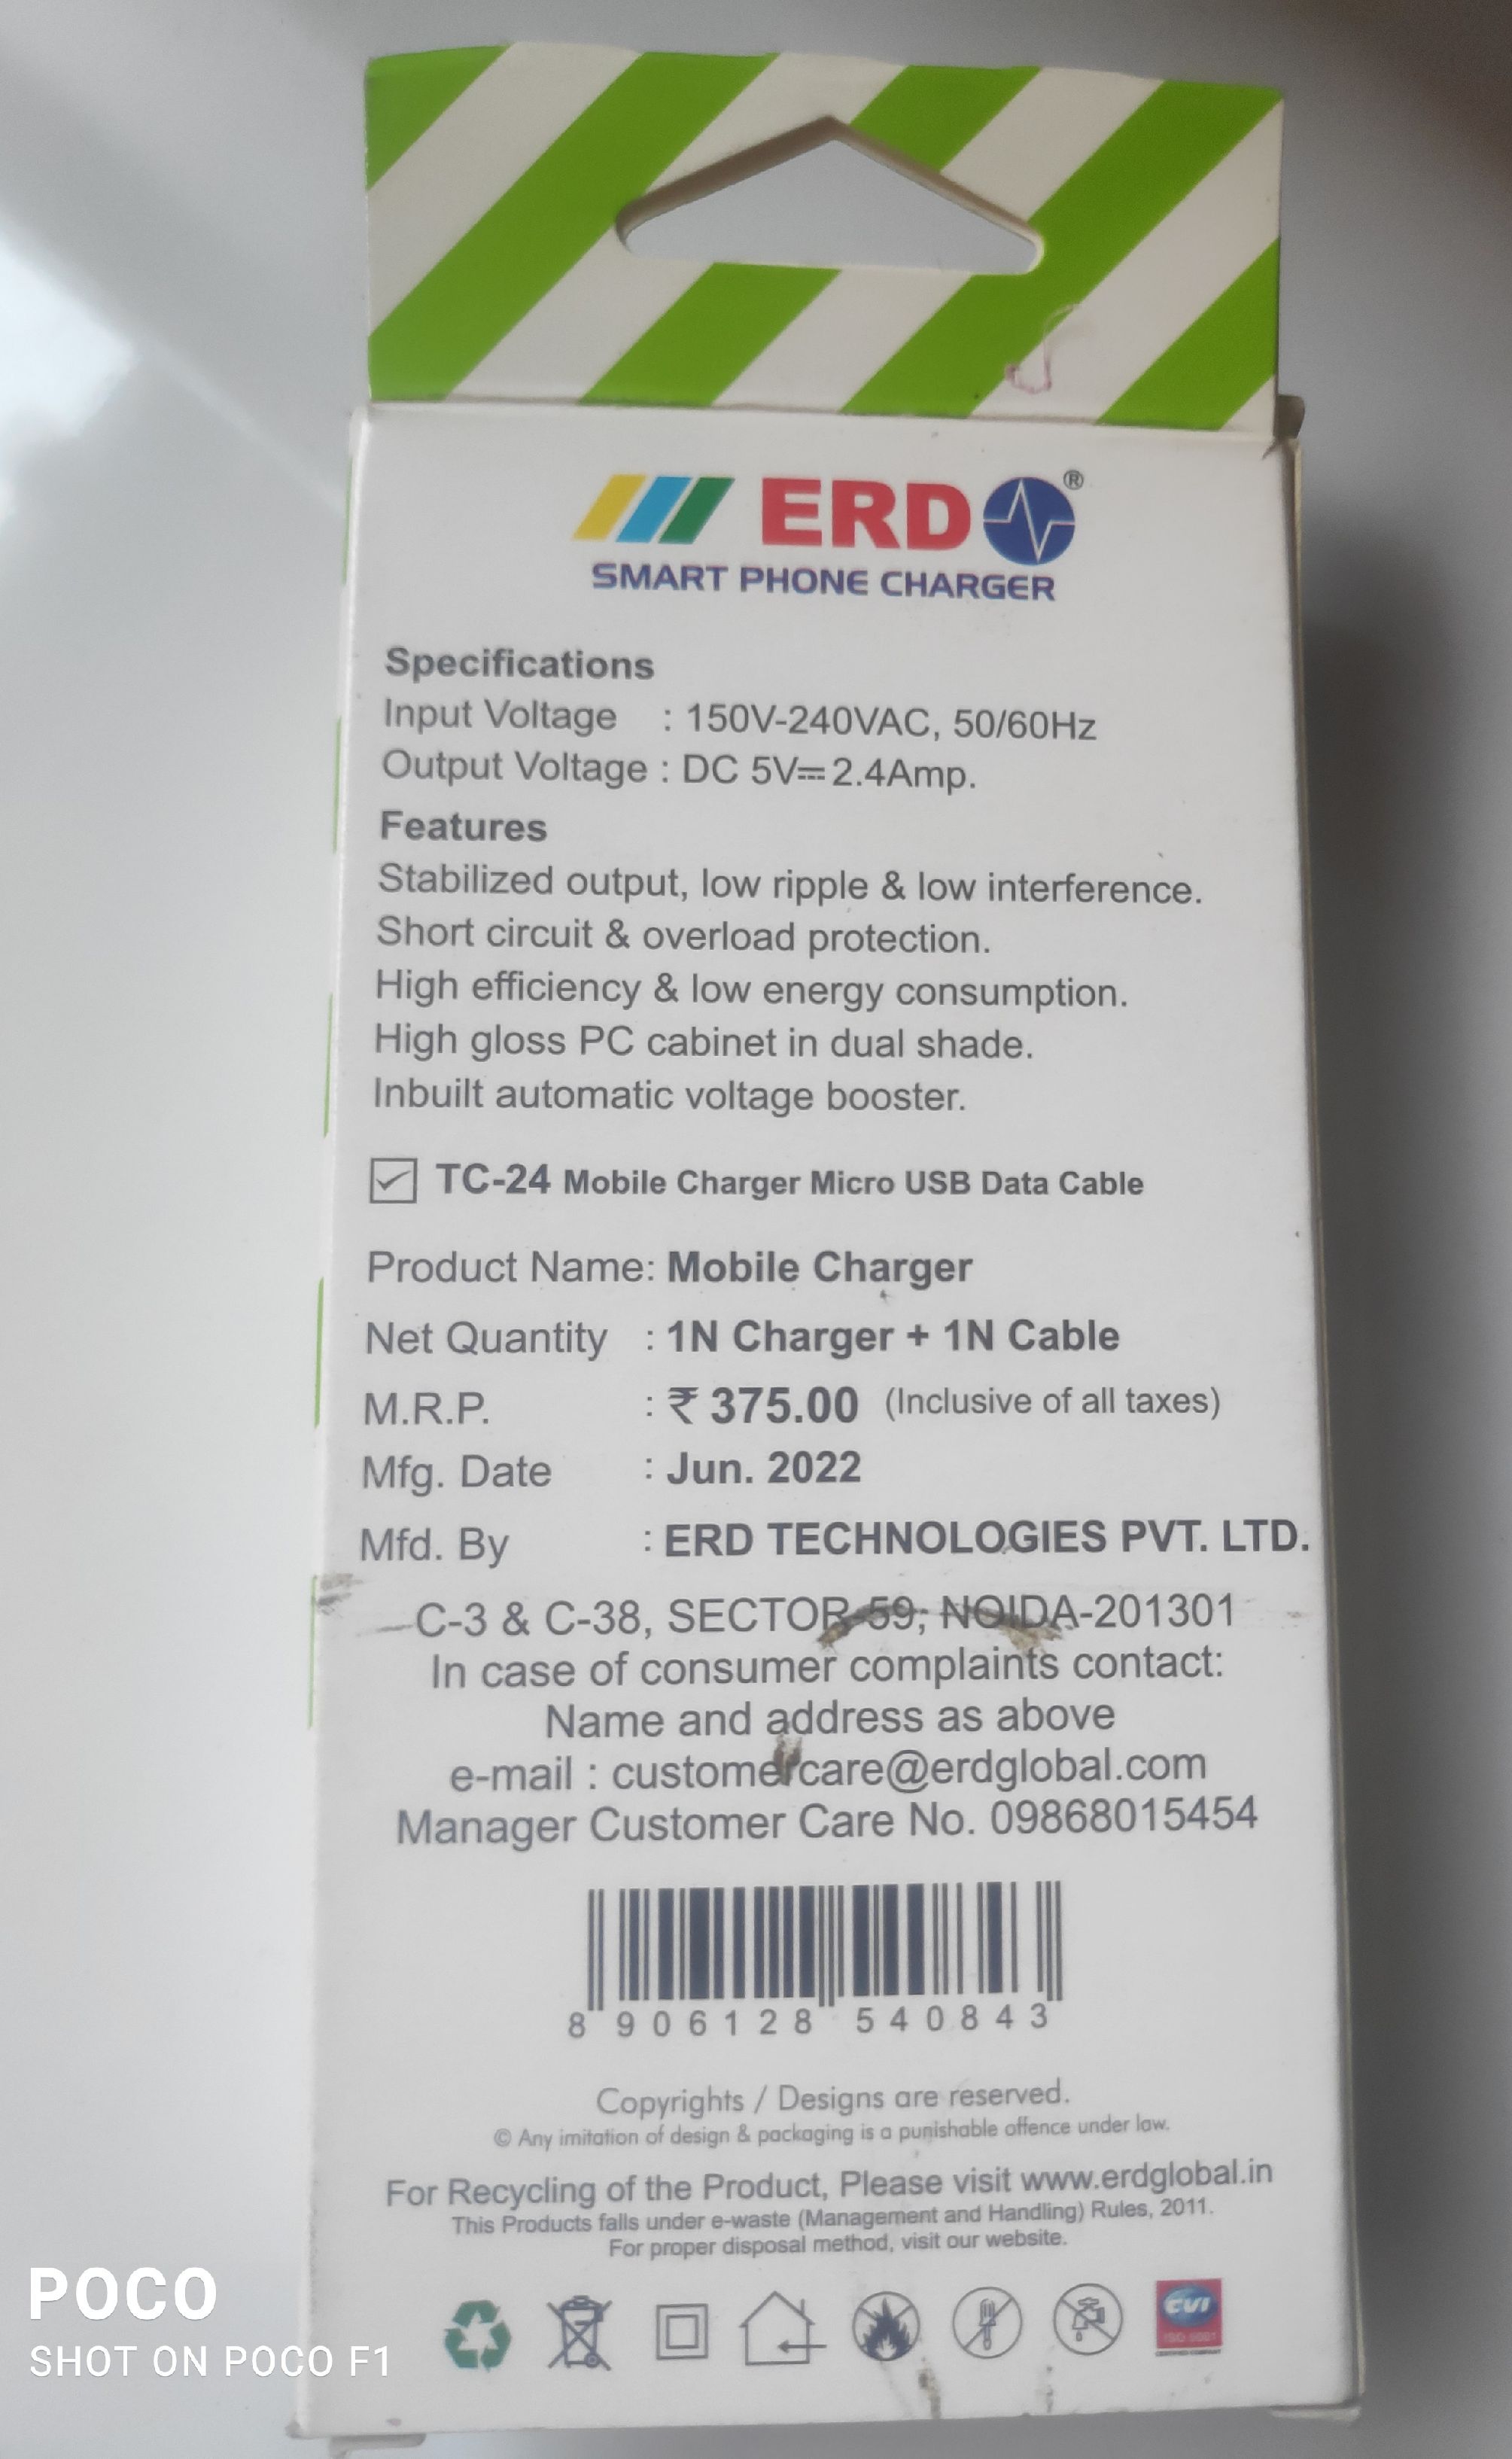 ERD ®
SMART PHONE CHARGER
Specifications
Input Voltage : 150V-240VAC, 50/60Hz
Output Voltage : DC 5V⎓2.4Amp.
Features
Stabilized output, low ripple & low interference.
Short circuit & overload protection.
High efficiency & low energy consumption.
High gloss PC cabinet in dual shade.
Inbuilt automatic voltage booster.
☑ TC-24 Mobile Charger Micro USB Data Cable
Product Name: Mobile Charger
Net Quantity : 1N Charger + 1N Cable
M.R.P. : ₹ 375.00 (Inclusive of all taxes)
Mfg. Date : Jun. 2022
Mfd. By : ERD TECHNOLOGIES PVT. LTD.
C-3 & C-38, SECTOR-59, NOIDA-201301
In case of consumer complaints contact:
Name and address as above
e-mail : customercare@erdglobal.com
Manager Customer Care No. 09868015454
8 906128 540843
Copyrights / Designs are reserved.
© Any imitation of design & packaging is a punishable offence under law.
For Recycling of the Product, Please visit www.erdglobal.in
This Products falls under e-waste (Management and Handling) Rules, 2011.
For proper disposal method, visit our website.
CVI
ISO 9001
POCO
SHOT ON POCO F1